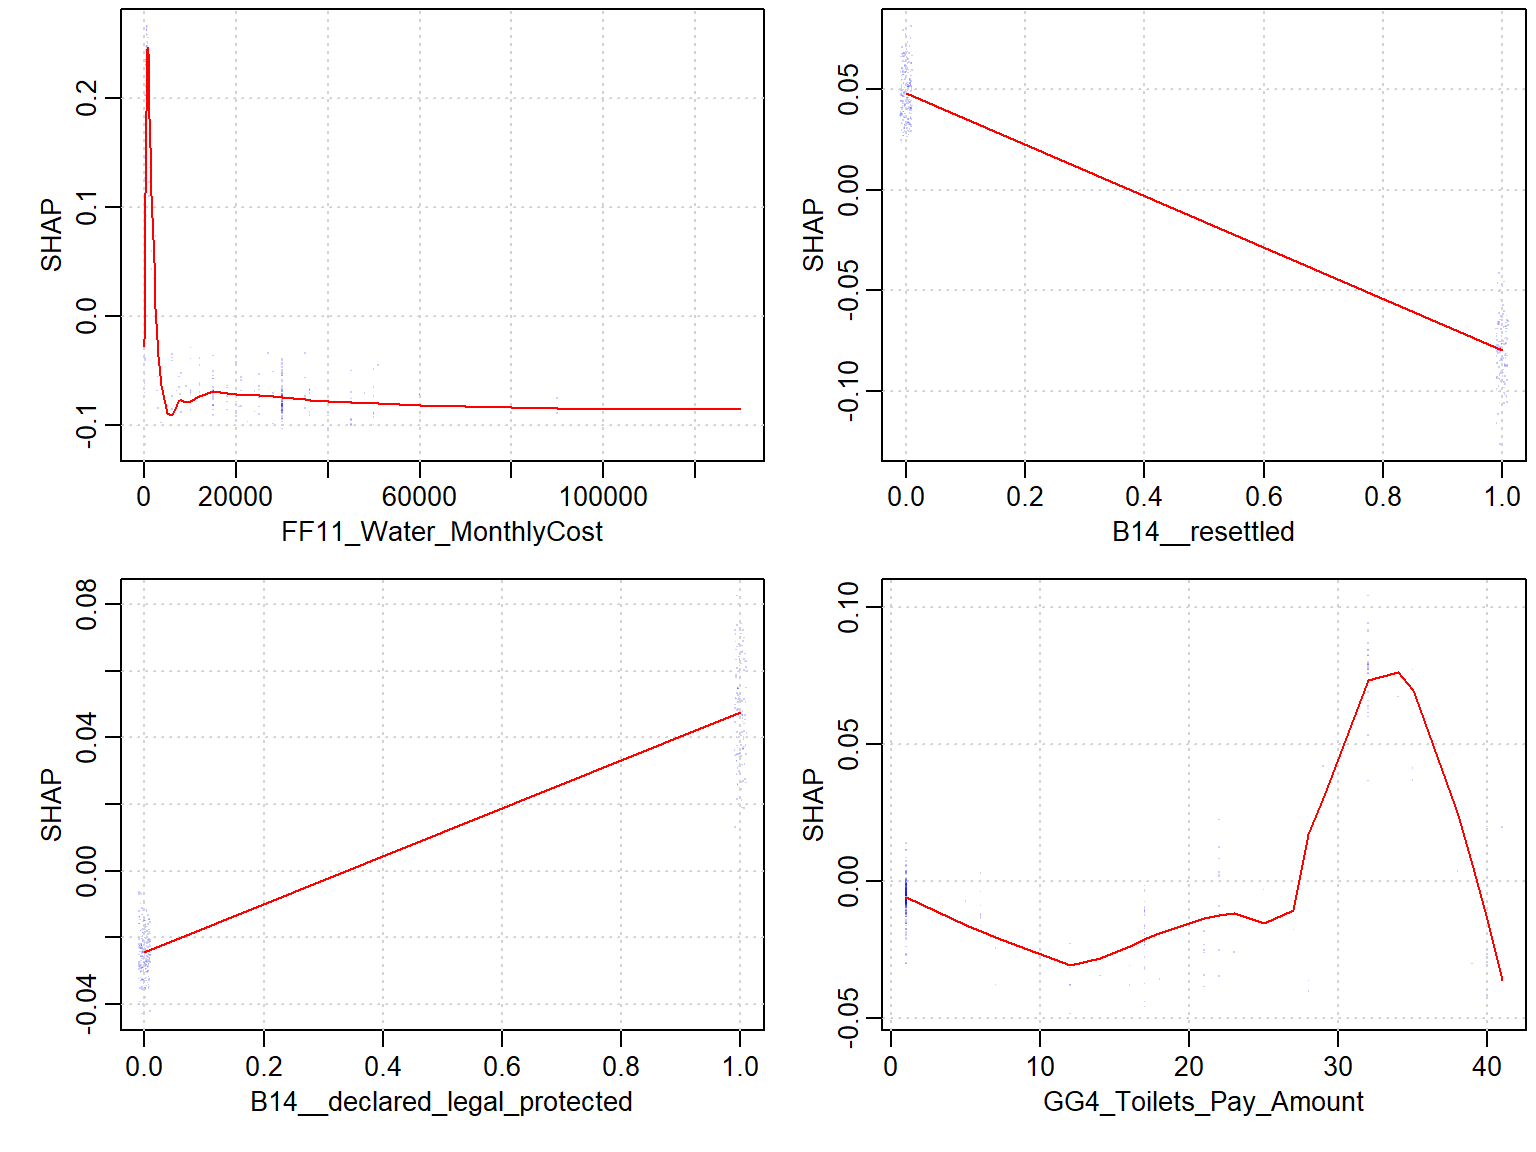 SHAP
0.2
0.1
0.0
-0.1
0 20000 60000 100000
FF11_Water_MonthlyCost
SHAP
0.05
0.00
-0.05
-0.10
0.0 0.2 0.4 0.6 0.8 1.0
B14__resettled
SHAP
0.08
0.04
0.00
-0.04
0.0 0.2 0.4 0.6 0.8 1.0
B14__declared_legal_protected
SHAP
0.10
0.05
0.00
-0.05
0 10 20 30 40
GG4_Toilets_Pay_Amount